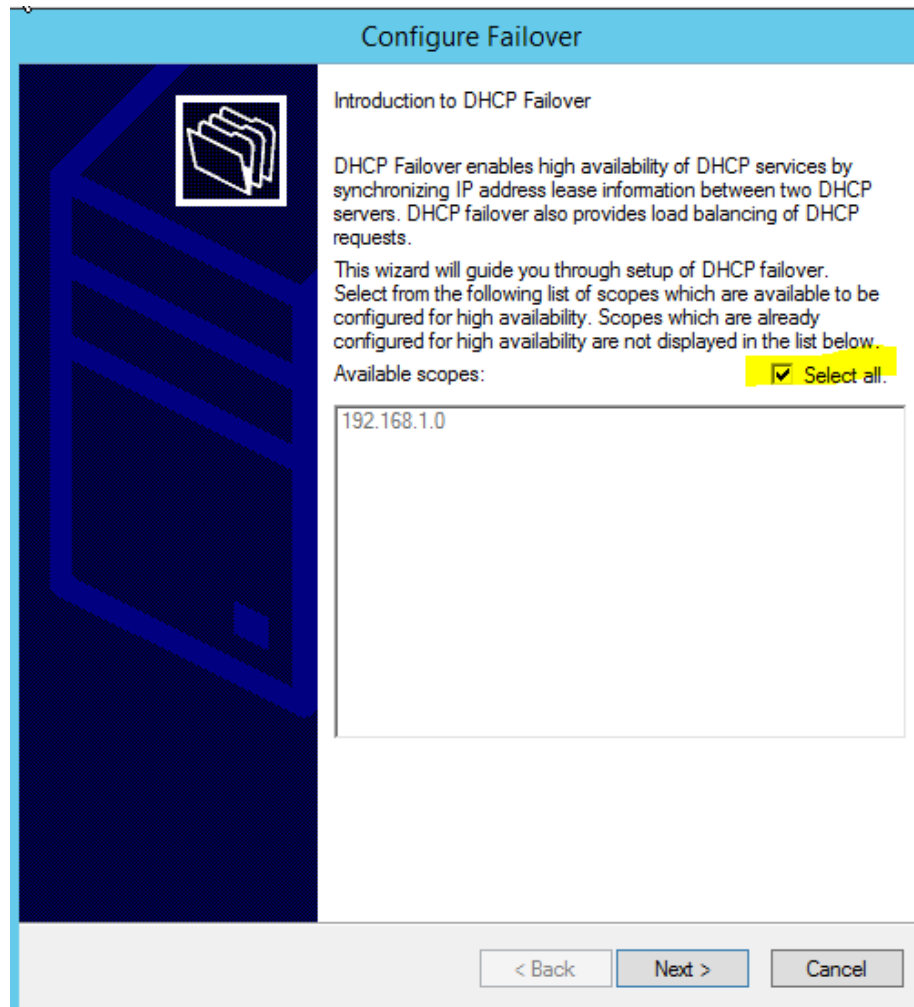 Configure Failover
Introduction to DHCP Failover
DHCP Failover enables high availability of DHCP services by
synchronizing IP address lease information between two DHCP
servers. DHCP failover also provides load balancing of DHCP
requests.
This wizard will guide you through setup of DHCP failover.
Select from the following list of scopes which are available to be
configured for high availability. Scopes which are already
configured for high availability are not displayed in the list below.
Available scopes: Select all.
192.168.1.0
< Back Next > Cancel